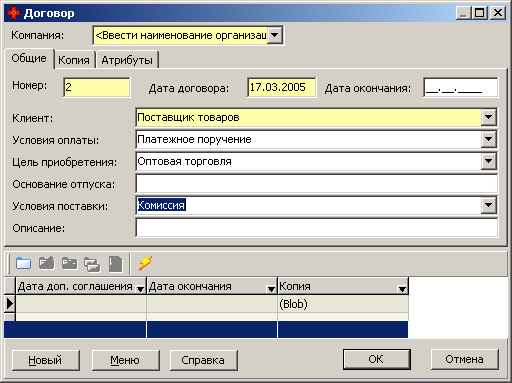 Договор
Компания: <Ввести наименование организац
Общие Копия Атрибуты
Номер: 2 Дата договора: 17.03.2005 Дата окончания: __.__.____
Клиент: Поставщик товаров
Условия оплаты: Платежное поручение
Цель приобретения: Оптовая торговля
Основание отпуска:
Условия поставки: Комиссия
Описание:
Дата доп. соглашения Дата окончания Копия
(Blob)
Новый Меню Справка OK Отмена